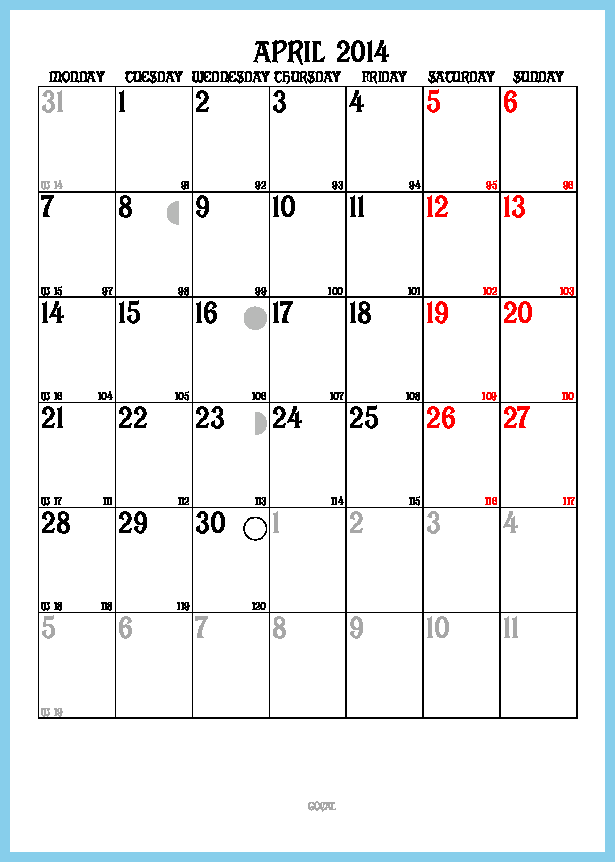 APRIL 2014
MONDAY TUESDAY WEDNESDAY THURSDAY FRIDAY SATURDAY SUNDAY
31 1 2 3 4 5 6
W 14 91 92 93 94 95 96
7 8 9 10 11 12 13
W 15 97 98 99 100 101 102 103
14 15 16 17 18 19 20
W 16 104 105 106 107 108 109 110
21 22 23 24 25 26 27
W 17 111 112 113 114 115 116 117
28 29 30 1 2 3 4
W 18 118 119 120
5 6 7 8 9 10 11
W 19